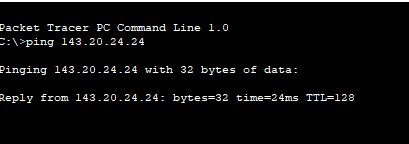 Packet Tracer PC Command Line 1.0
C:\>ping 143.20.24.24
Pinging 143.20.24.24 with 32 bytes of data:
Reply from 143.20.24.24: bytes=32 time=24ms TTL=128